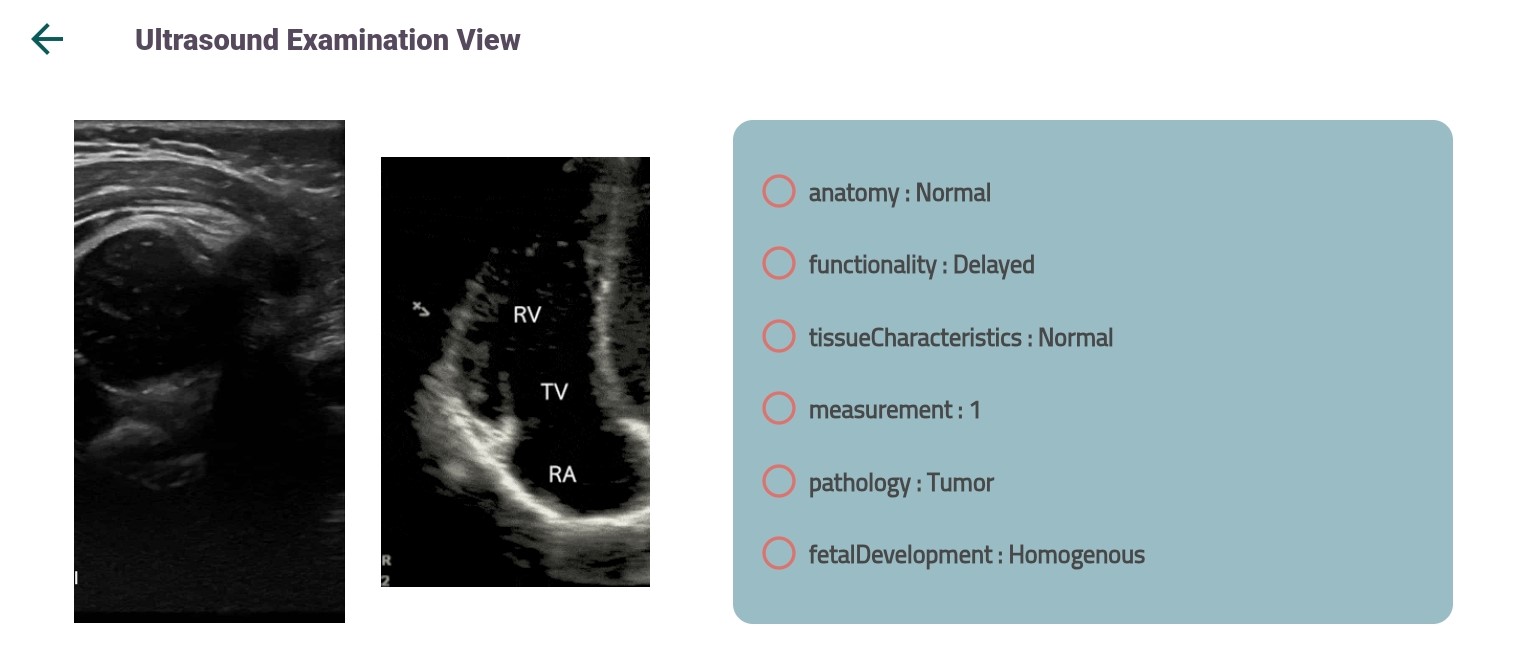 Ultrasound Examination View
RV
TV
RA
R
2
anatomy : Normal
functionality : Delayed
tissueCharacteristics : Normal
measurement : 1
pathology : Tumor
fetalDevelopment : Homogenous